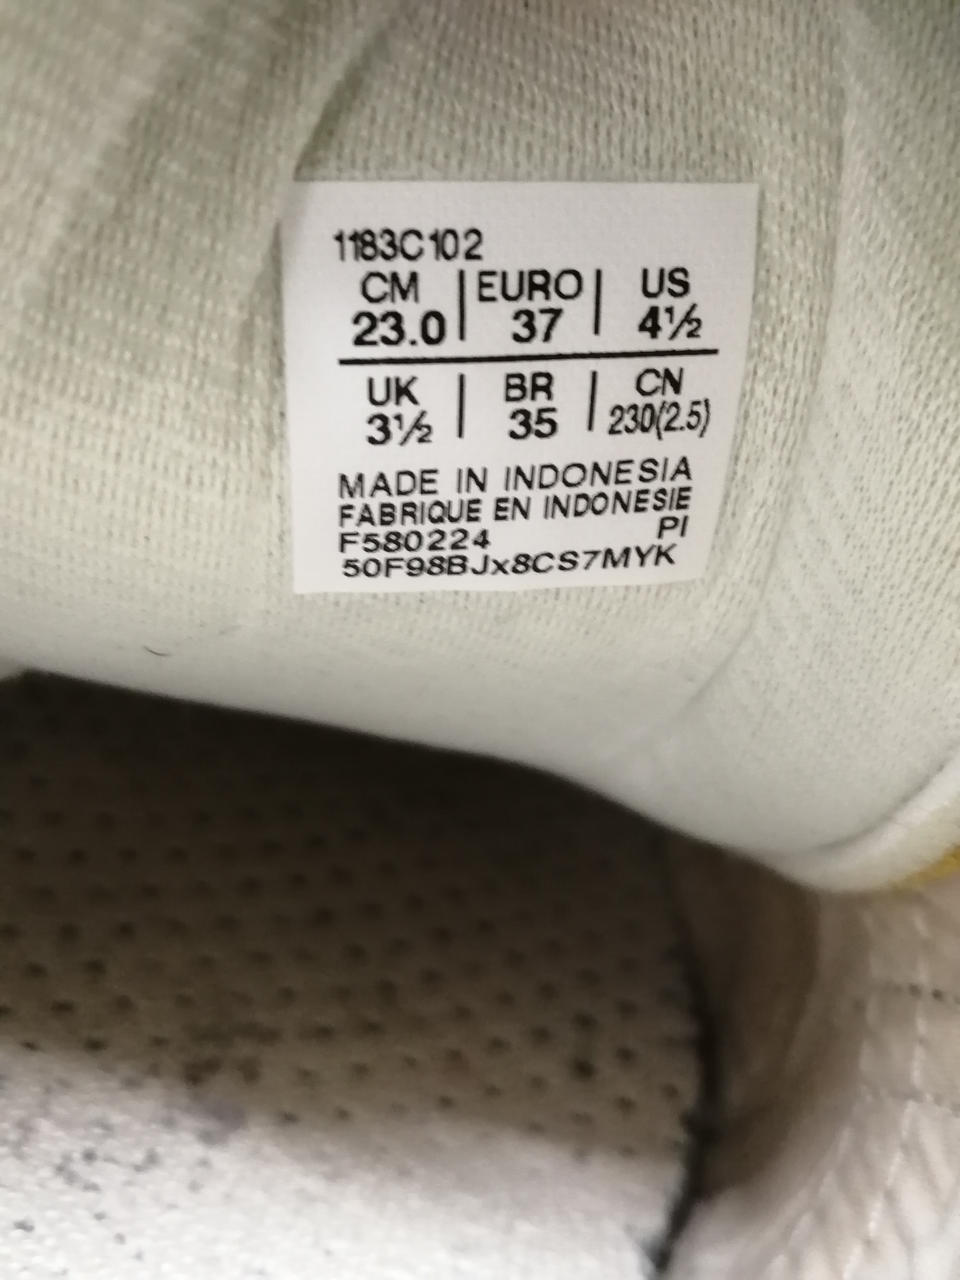 1183C102
CM | EURO | US
23.0 | 37 | 4½
UK | BR | CN
3½ | 35 | 230(2.5)
MADE IN INDONESIA
FABRIQUE EN INDONESIE
F580224 PI
50F98BJx8CS7MYK